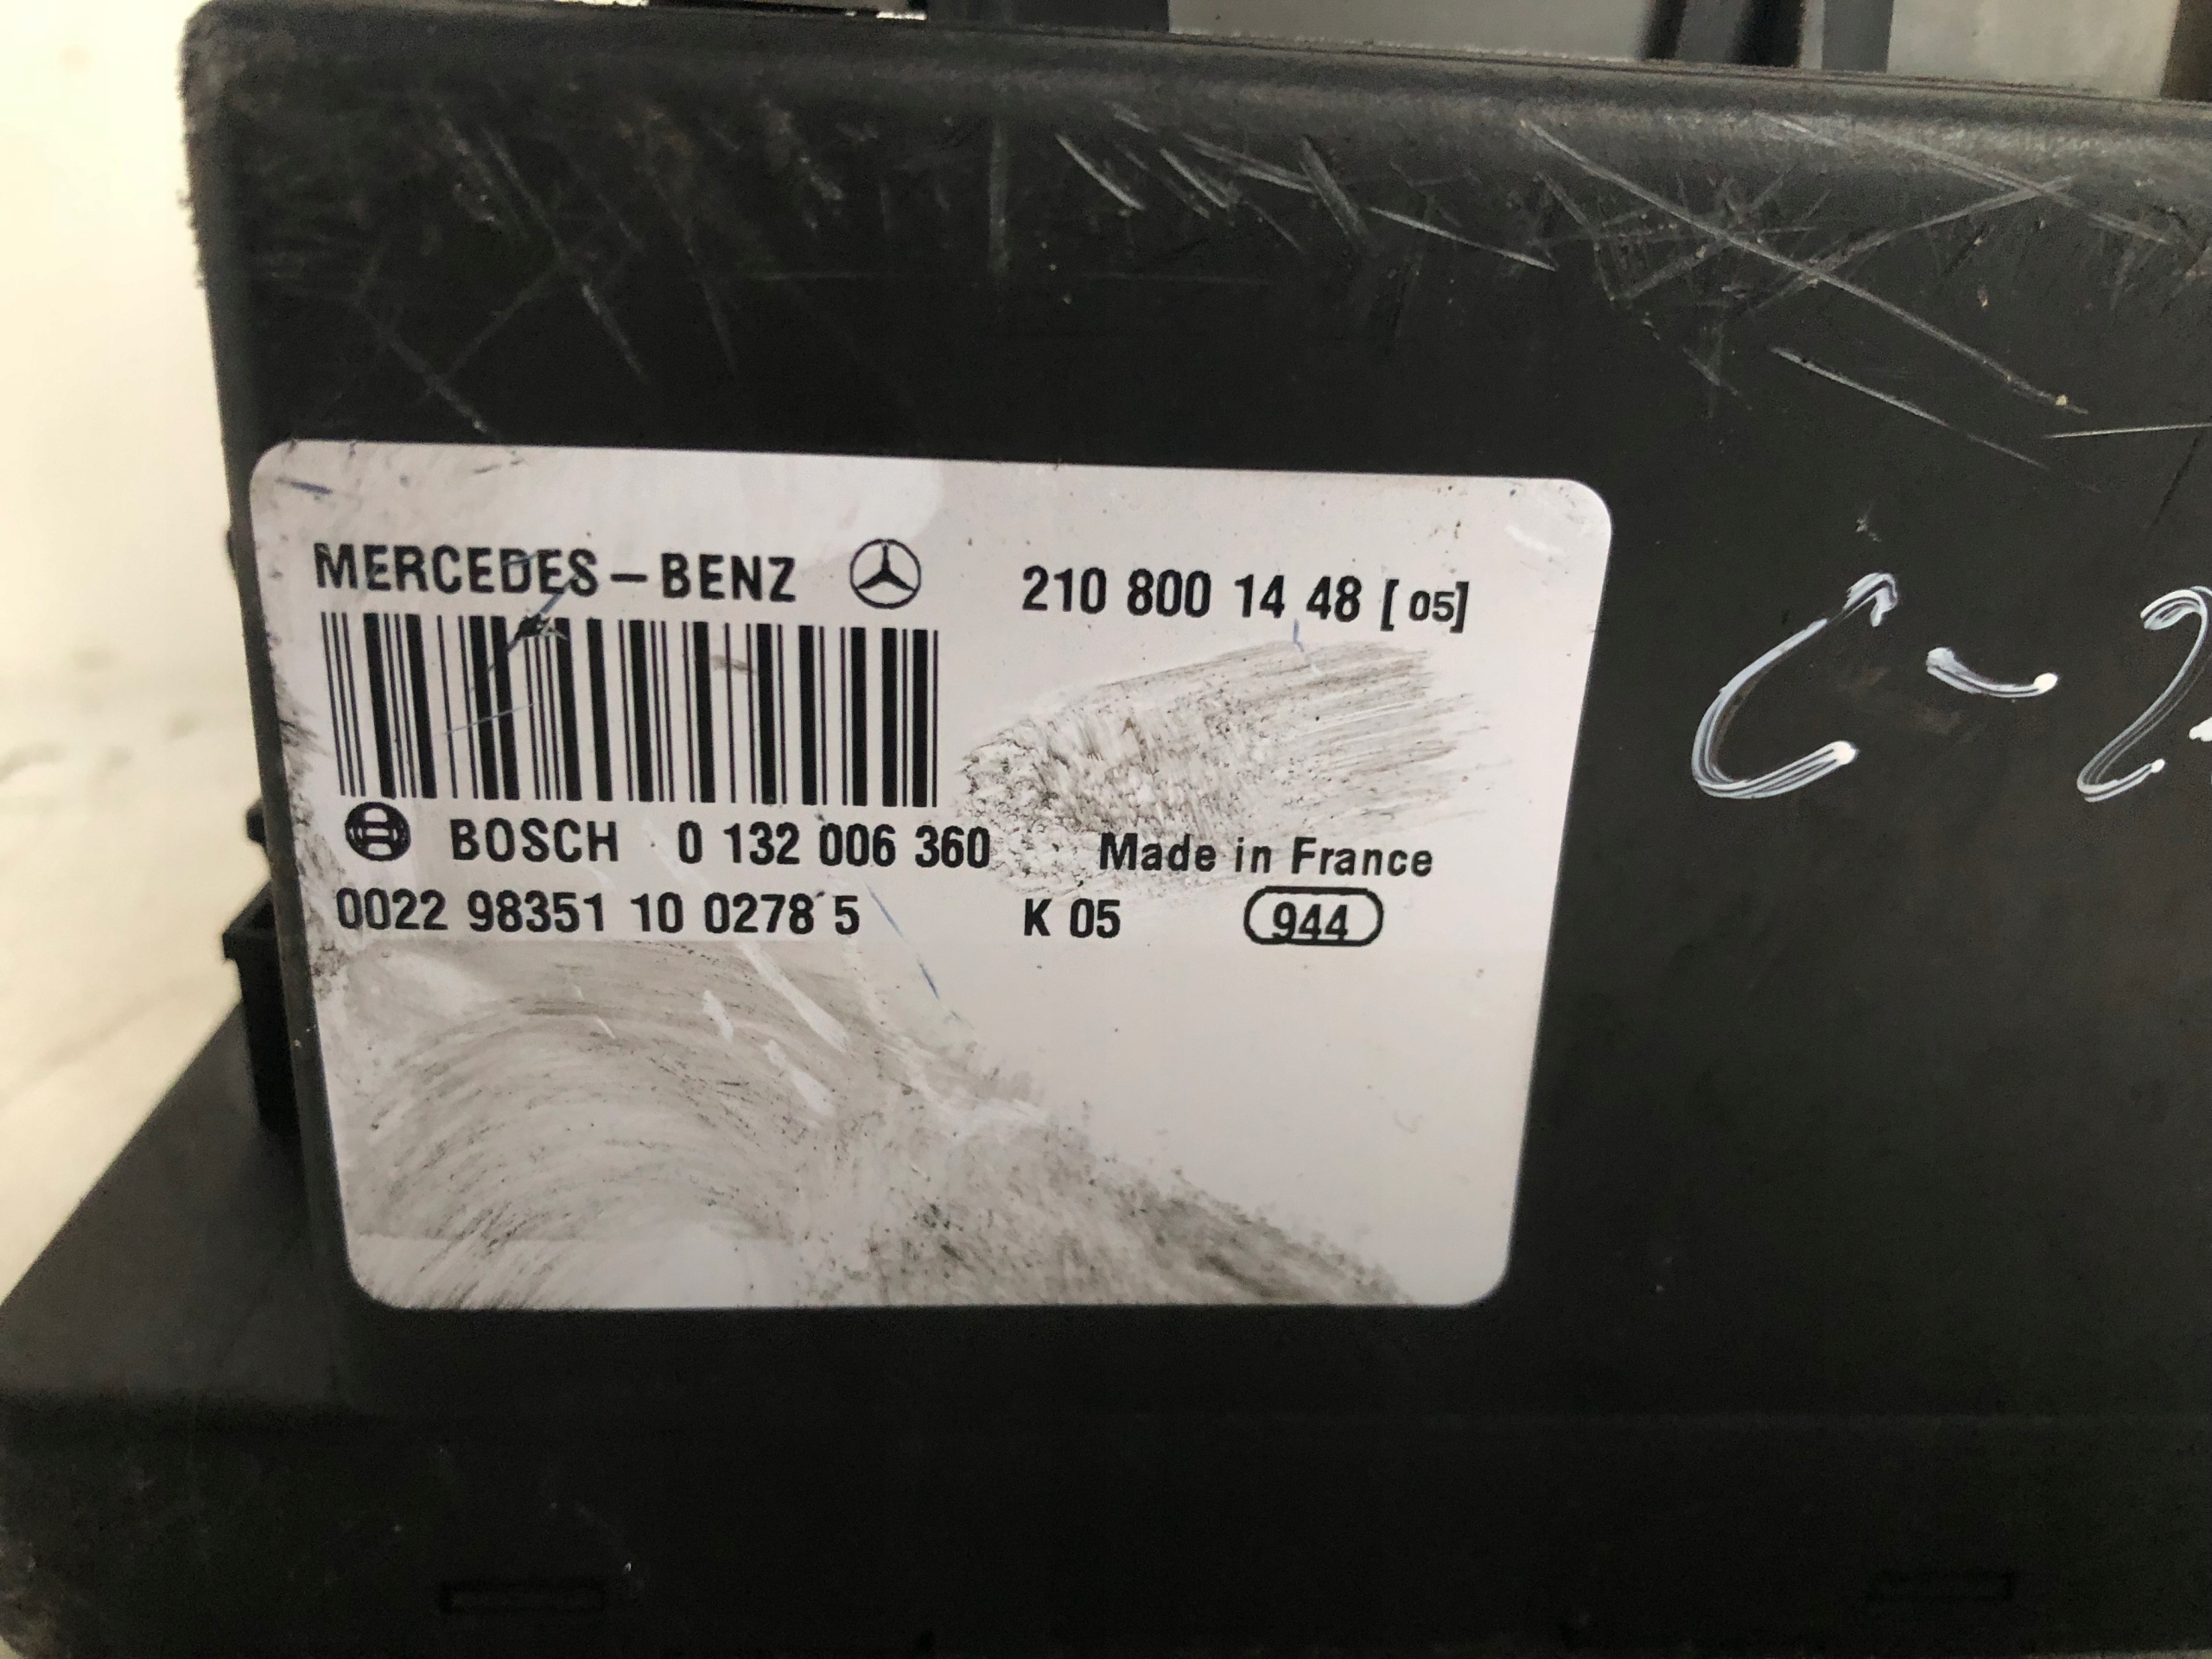 MERCEDES-BENZ 210 800 14 48 [05]
BOSCH 0 132 006 360 Made in France
0022 98351 10 0278 5 K 05 944
C-2